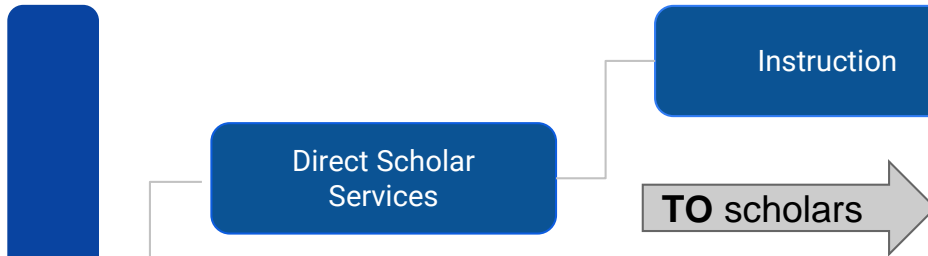 Instruction
Direct Scholar
Services
TO scholars